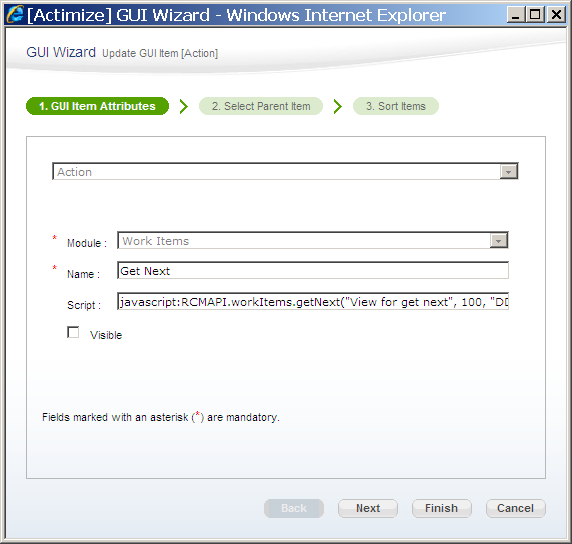 [Actimize] GUI Wizard - Windows Internet Explorer
GUI Wizard Update GUI Item [Action]
1. GUI Item Attributes 2. Select Parent Item 3. Sort Items
Action
* Module : Work Items
* Name : Get Next
Script : javascript:RCMAPI.workItems.getNext("View for get next", 100, "DD
Visible
Fields marked with an asterisk (*) are mandatory.
Back Next Finish Cancel